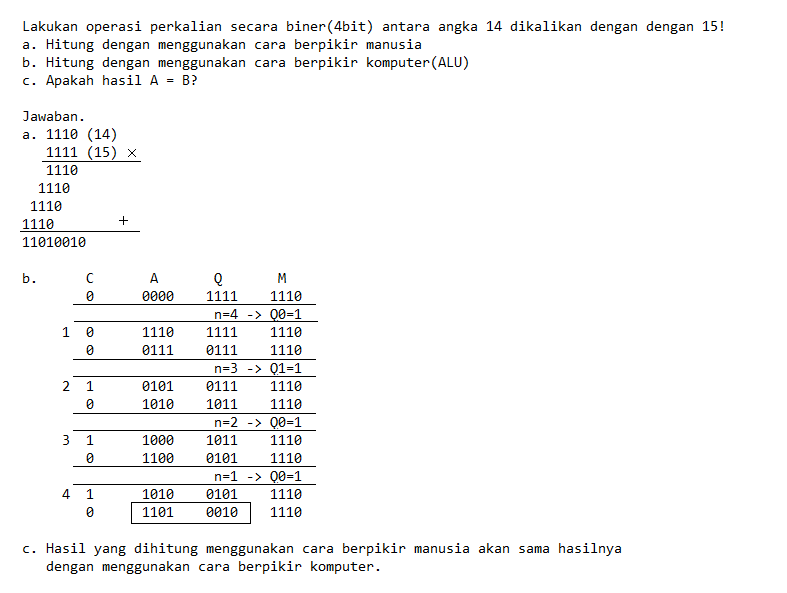 Lakukan operasi perkalian secara biner(4bit) antara angka 14 dikalikan dengan dengan 15!
a. Hitung dengan menggunakan cara berpikir manusia
b. Hitung dengan menggunakan cara berpikir komputer(ALU)
c. Apakah hasil A = B?
Jawaban.
a. 1110 (14)
1111 (15) ×
1110
1110
1110
1110 +
11010010
b. C A Q M
0 0000 1111 1110
n=4 -> Q0=1
1 0 1110 1111 1110
0 0111 0111 1110
n=3 -> Q1=1
2 1 0101 0111 1110
0 1010 1011 1110
n=2 -> Q0=1
3 1 1000 1011 1110
0 1100 0101 1110
n=1 -> Q0=1
4 1 1010 0101 1110
0 1101 0010 1110
c. Hasil yang dihitung menggunakan cara berpikir manusia akan sama hasilnya
dengan menggunakan cara berpikir komputer.